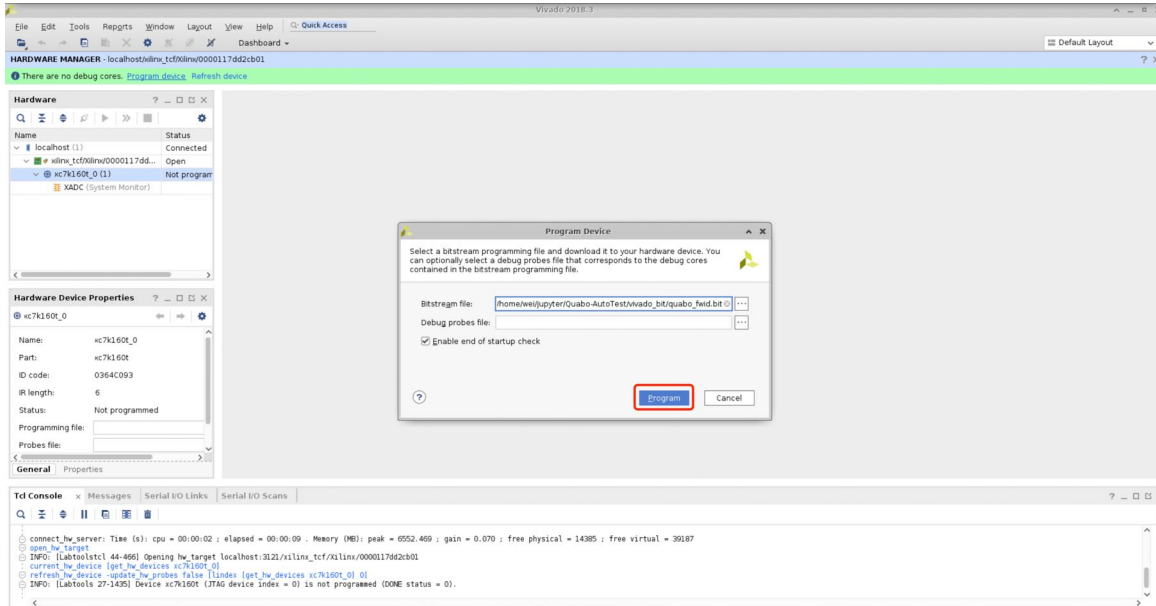 Vivado 2018.3
File Edit Tools Reports Window Layout View Help Quick Access
Dashboard
Default Layout
HARDWARE MANAGER - localhost/xilinx_tcf/Xilinx/0000117dd2cb01
There are no debug cores. Program device Refresh device
Hardware
Name Status
localhost (1) Connected
xilinx_tcf/Xilinx/0000117dd... Open
xc7k160t_0 (1) Not program
XADC (System Monitor)
Hardware Device Properties
xc7k160t_0
Name: xc7k160t_0
Part: xc7k160t
ID code: 0364C093
IR length: 6
Status: Not programmed
Programming file:
Probes file:
General Properties
Program Device
Select a bitstream programming file and download it to your hardware device. You
can optionally select a debug probes file that corresponds to the debug cores
contained in the bitstream programming file.
Bitstream file: /home/wei/jupyter/Quabo-AutoTest/vivado_bit/quabo_fwid.bit
Debug probes file:
Enable end of startup check
Program Cancel
Tcl Console Messages Serial I/O Links Serial I/O Scans
connect_hw_server: Time (s): cpu = 00:00:02 ; elapsed = 00:00:09 . Memory (MB): peak = 6552.469 ; gain = 0.070 ; free physical = 14385 ; free virtual = 39187
open_hw_target
INFO: [Labtoolstcl 44-466] Opening hw_target localhost:3121/xilinx_tcf/Xilinx/0000117dd2cb01
current_hw_device [get_hw_devices xc7k160t_0]
refresh_hw_device -update_hw_probes false [lindex [get_hw_devices xc7k160t_0] 0]
INFO: [Labtools 27-1435] Device xc7k160t (JTAG device index = 0) is not programmed (DONE status = 0).